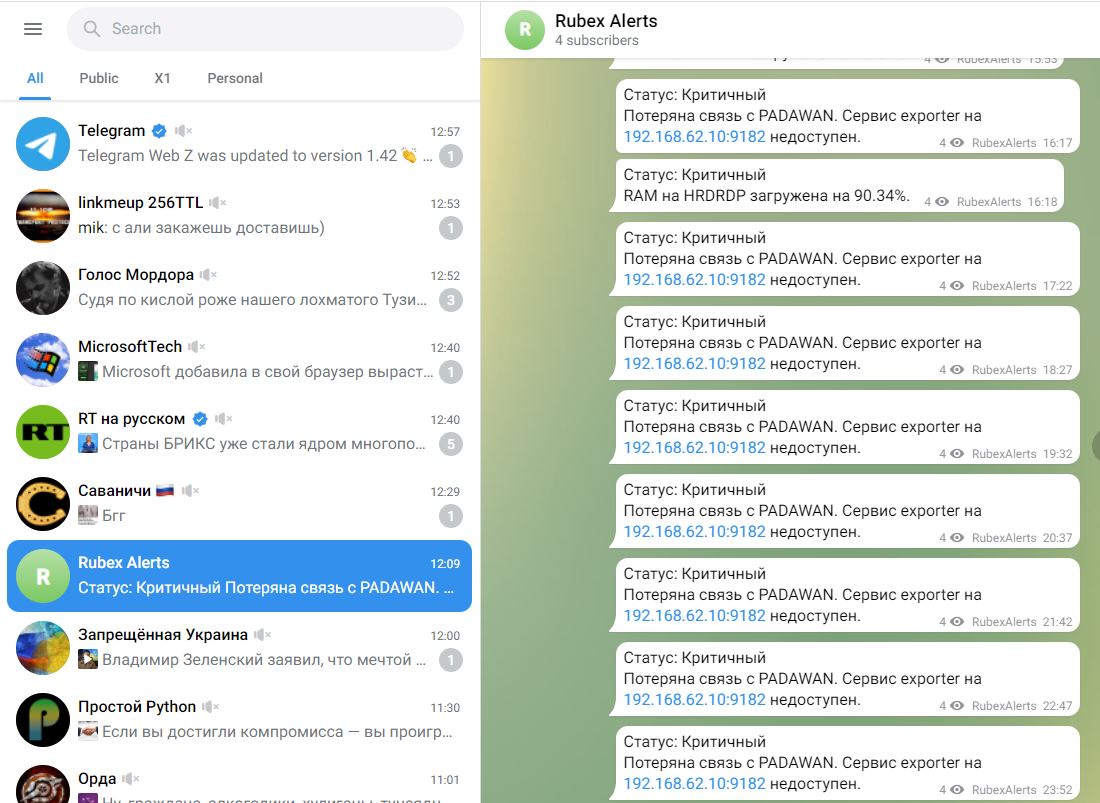 Search
All Public X1 Personal
Telegram 12:57
Telegram Web Z was updated to version 1.42 👏 ... 1
linkmeup 256TTL 12:53
mik: с али закажешь доставишь) 1
Голос Мордора 12:52
Судя по кислой роже нашего лохматого Тузи... 3
MicrosoftTech 12:40
Microsoft добавила в свой браузер выраст... 1
RT
RT на русском 12:40
Страны БРИКС уже стали ядром многопо... 5
Саваничи 🇷🇺 12:29
Бгг 1
R
Rubex Alerts 12:09
Статус: Критичный Потеряна связь с PADAWAN. ...
Запрещённая Украина 12:00
Владимир Зеленский заявил, что мечтой ... 1
Простой Python 11:30
Если вы достигли компромисса — вы проигр...
Орда 11:01
R
Rubex Alerts
4 subscribers
4 RubexAlerts 15:53
Статус: Критичный
Потеряна связь с PADAWAN. Сервис exporter на
192.168.62.10:9182 недоступен.
4 RubexAlerts 16:17
Статус: Критичный
RAM на HRDRDP загружена на 90.34%.
4 RubexAlerts 16:18
Статус: Критичный
Потеряна связь с PADAWAN. Сервис exporter на
192.168.62.10:9182 недоступен.
4 RubexAlerts 17:22
Статус: Критичный
Потеряна связь с PADAWAN. Сервис exporter на
192.168.62.10:9182 недоступен.
4 RubexAlerts 18:27
Статус: Критичный
Потеряна связь с PADAWAN. Сервис exporter на
192.168.62.10:9182 недоступен.
4 RubexAlerts 19:32
Статус: Критичный
Потеряна связь с PADAWAN. Сервис exporter на
192.168.62.10:9182 недоступен.
4 RubexAlerts 20:37
Статус: Критичный
Потеряна связь с PADAWAN. Сервис exporter на
192.168.62.10:9182 недоступен.
4 RubexAlerts 21:42
Статус: Критичный
Потеряна связь с PADAWAN. Сервис exporter на
192.168.62.10:9182 недоступен.
4 RubexAlerts 22:47
Статус: Критичный
Потеряна связь с PADAWAN. Сервис exporter на
192.168.62.10:9182 недоступен.
4 RubexAlerts 23:52